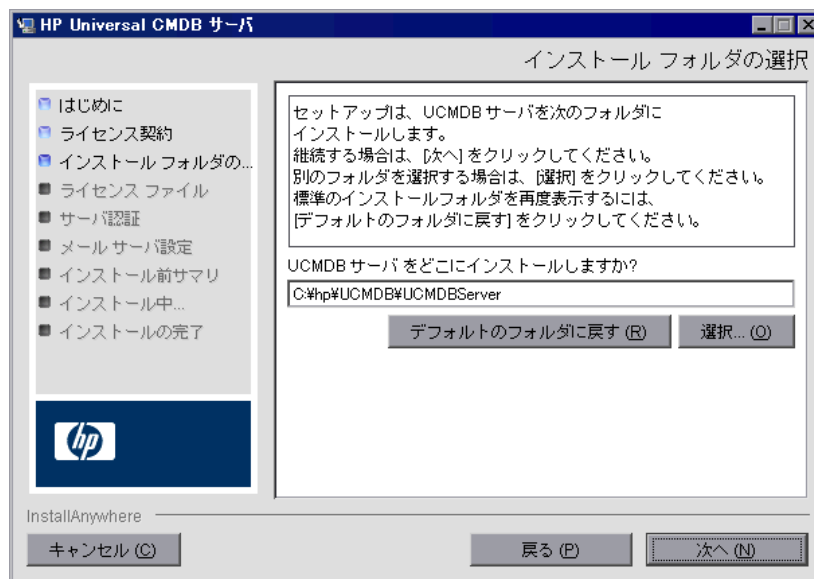 HP Universal CMDB サーバ
インストール フォルダの選択
はじめに
ライセンス契約
インストール フォルダの...
ライセンス ファイル
サーバ認証
メール サーバ設定
インストール前サマリ
インストール中...
インストールの完了
hp
セットアップは、UCMDB サーバを次のフォルダに
インストールします。
継続する場合は、[次へ] をクリックしてください。
別のフォルダを選択する場合は、[選択] をクリックしてください。
標準のインストールフォルダを再度表示するには、
[デフォルトのフォルダに戻す] をクリックしてください。
UCMDB サーバ をどこにインストールしますか?
C:¥hp¥UCMDB¥UCMDBServer
デフォルトのフォルダに戻す (R)
選択... (O)
InstallAnywhere
キャンセル (C)
戻る (P)
次へ (N)